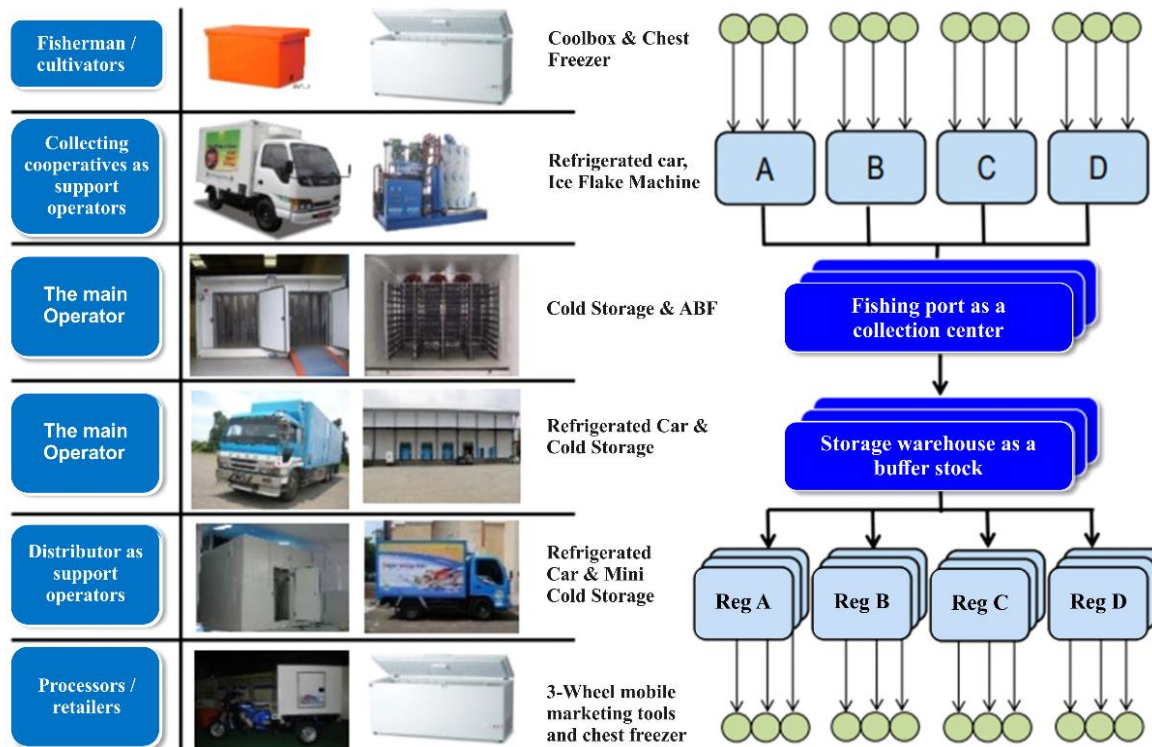 Fisherman /
cultivators
Coolbox & Chest
Freezer
Collecting
cooperatives as
support
operators
Refrigerated car,
Ice Flake Machine
A
B
C
D
The main
Operator
Cold Storage & ABF
Fishing port as a
collection center
The main
Operator
Refrigerated Car &
Cold Storage
Storage warehouse as a
buffer stock
Distributor as
support
operators
Refrigerated
Car & Mini
Cold Storage
Reg A
Reg B
Reg C
Reg D
Processors /
retailers
3-Wheel mobile
marketing tools
and chest freezer